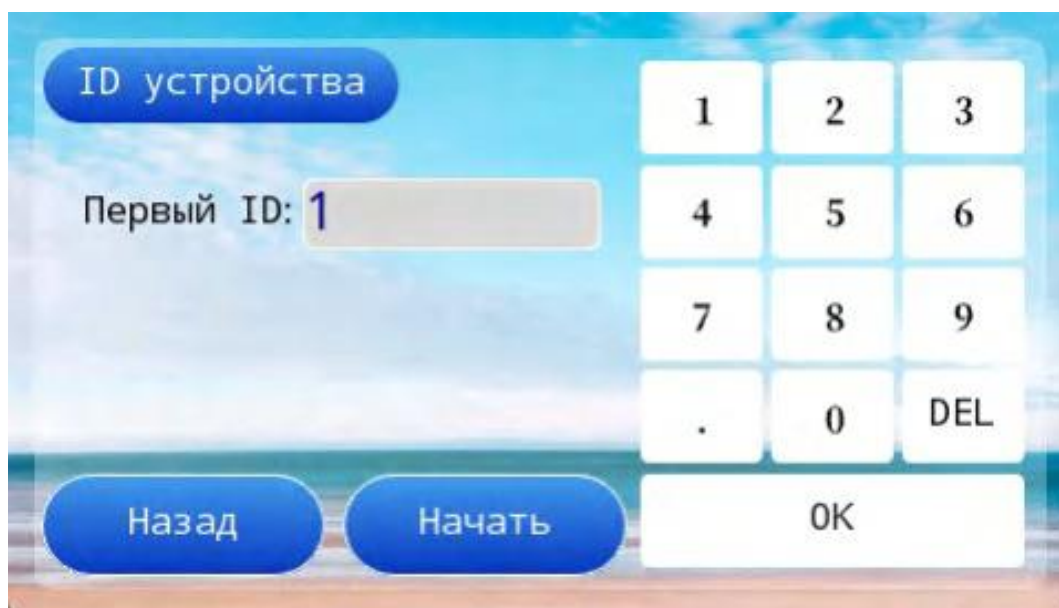 ID устройства
Первый ID: 1
Назад
Начать
1 2 3
4 5 6
7 8 9
. 0 DEL
OK